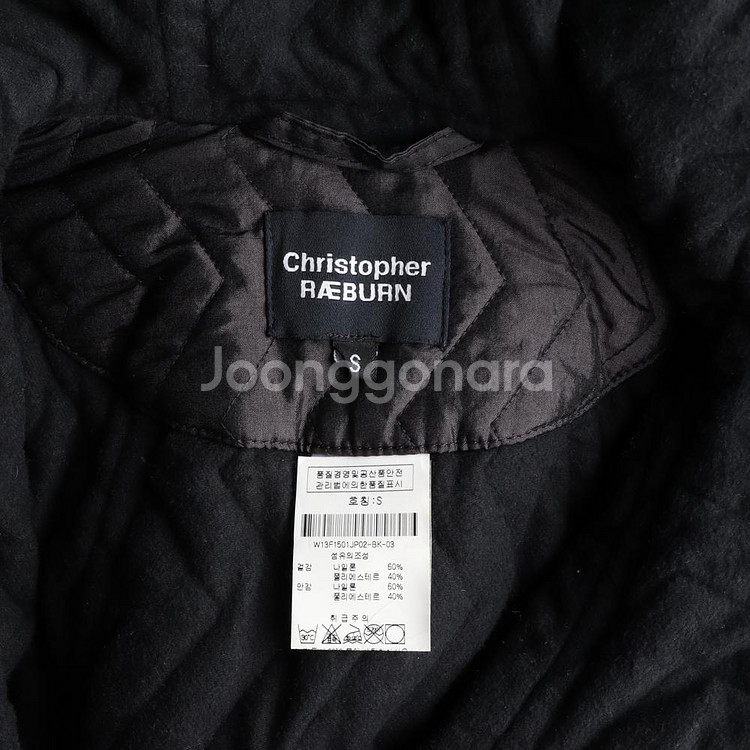 Christopher
RÆBURN
S
Joonggonara
품질경영및공산품안전
관리법에의한품질표시
호칭:S
W13F1501JP02-BK-03
섬유의조성
겉감 나일론 60%
폴리에스테르 40%
안감 나일론 60%
폴리에스테르 40%
취급주의
30℃